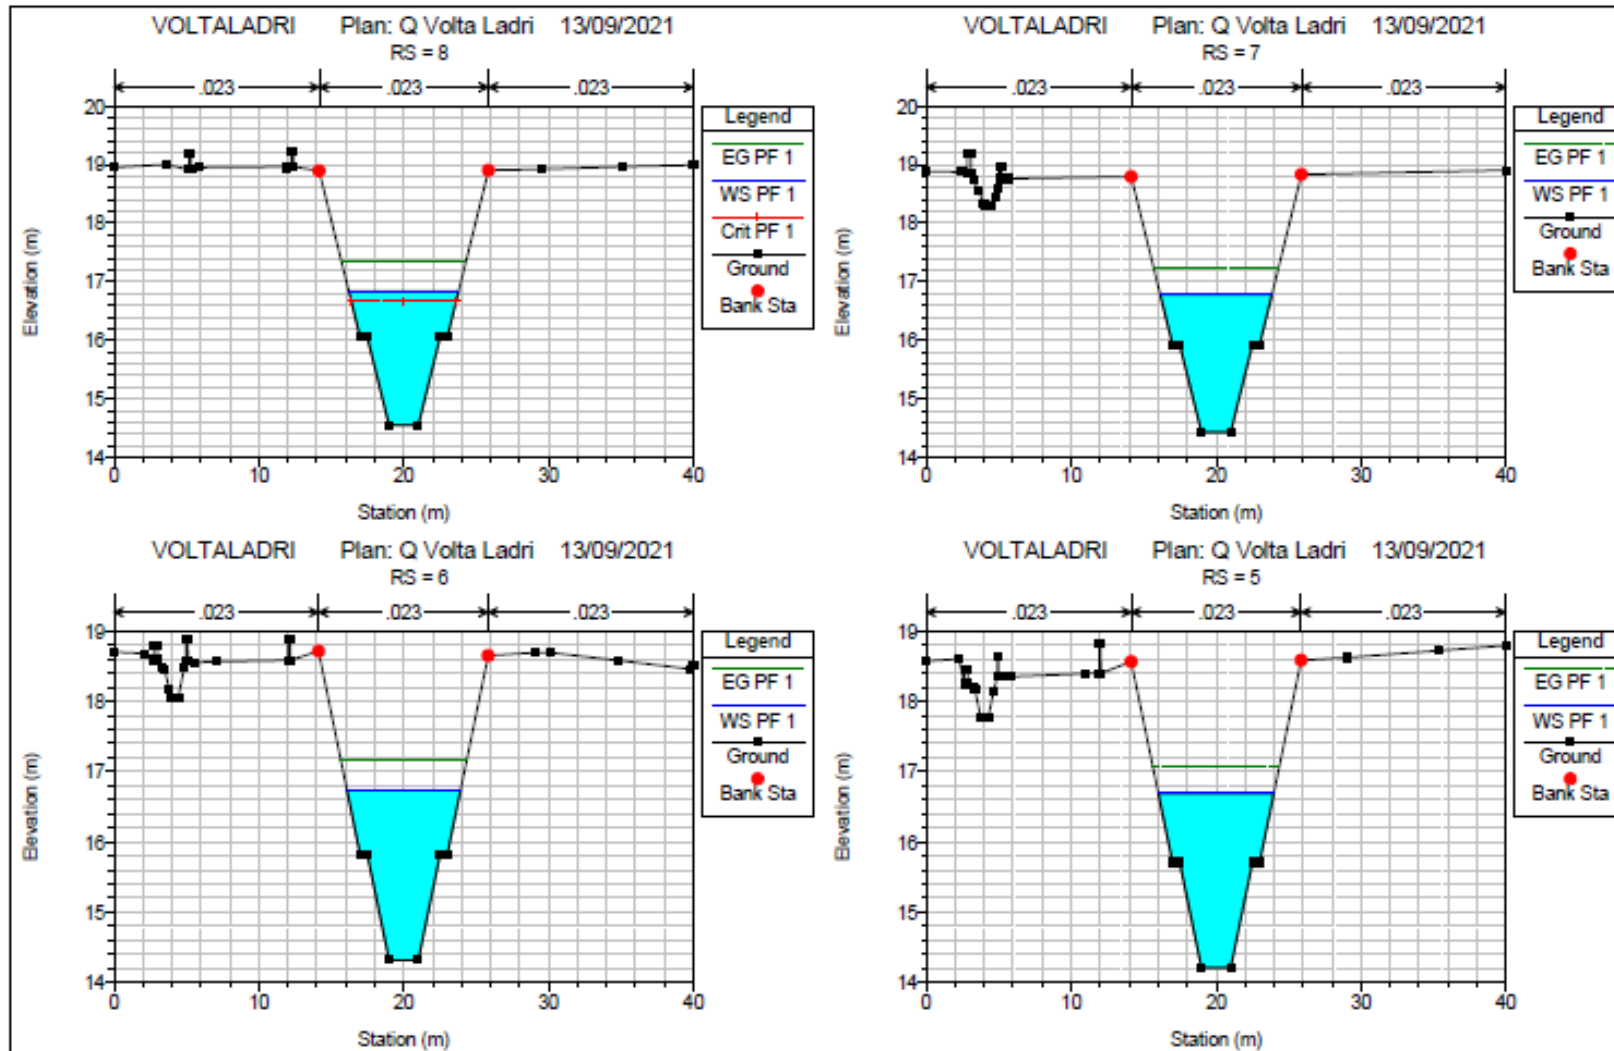 VOLTALADRI Plan: Q Volta Ladri 13/09/2021
RS = 8
.023 .023 .023
Legend
EG PF 1
WS PF 1
Crit PF 1
Ground
Bank Sta
Elevation (m)
20
19
18
17
16
15
14
0 10 20 30 40
Station (m)
VOLTALADRI Plan: Q Volta Ladri 13/09/2021
RS = 7
.023 .023 .023
Legend
EG PF 1
WS PF 1
Ground
Bank Sta
Elevation (m)
20
19
18
17
16
15
14
0 10 20 30 40
Station (m)
VOLTALADRI Plan: Q Volta Ladri 13/09/2021
RS = 6
.023 .023 .023
Legend
EG PF 1
WS PF 1
Ground
Bank Sta
Elevation (m)
19
18
17
16
15
14
0 10 20 30 40
Station (m)
VOLTALADRI Plan: Q Volta Ladri 13/09/2021
RS = 5
.023 .023 .023
Legend
EG PF 1
WS PF 1
Ground
Bank Sta
Elevation (m)
19
18
17
16
15
14
0 10 20 30 40
Station (m)